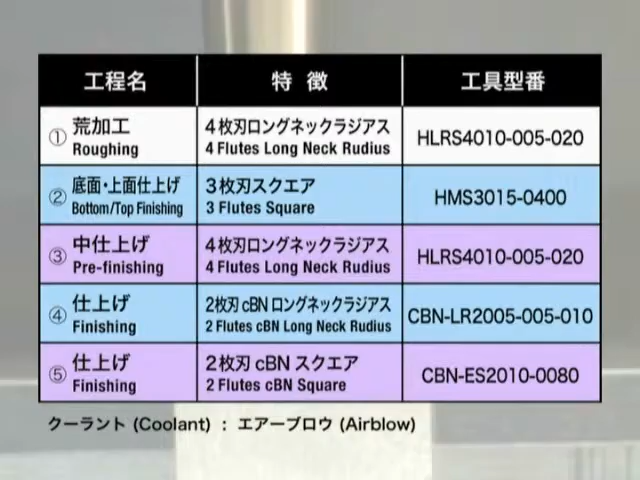 工程名 特徴 工具型番
① 荒加工 4枚刃ロングネックラジアス HLRS4010-005-020
Roughing 4 Flutes Long Neck Rudius
② 底面・上面仕上げ 3枚刃スクエア HMS3015-0400
Bottom/Top Finishing 3 Flutes Square
③ 中仕上げ 4枚刃ロングネックラジアス HLRS4010-005-020
Pre-finishing 4 Flutes Long Neck Rudius
④ 仕上げ 2枚刃 cBN ロングネックラジアス CBN-LR2005-005-010
Finishing 2 Flutes cBN Long Neck Rudius
⑤ 仕上げ 2枚刃 cBN スクエア CBN-ES2010-0080
Finishing 2 Flutes cBN Square
クーラント (Coolant) : エアーブロウ (Airblow)